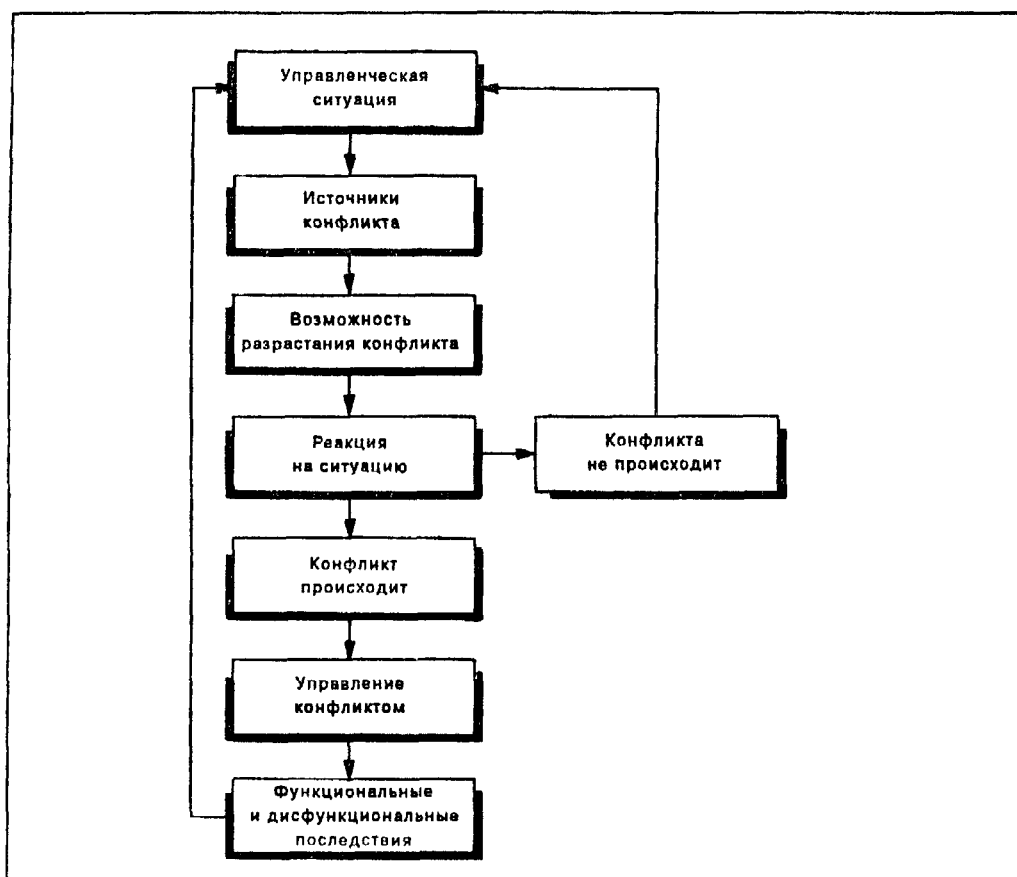 Управленческая
ситуация
Источники
конфликта
Возможность
разрастания конфликта
Реакция
на ситуацию
Конфликта
не происходит
Конфликт
происходит
Управление
конфликтом
Функциональные
и дисфункциональные
последствия